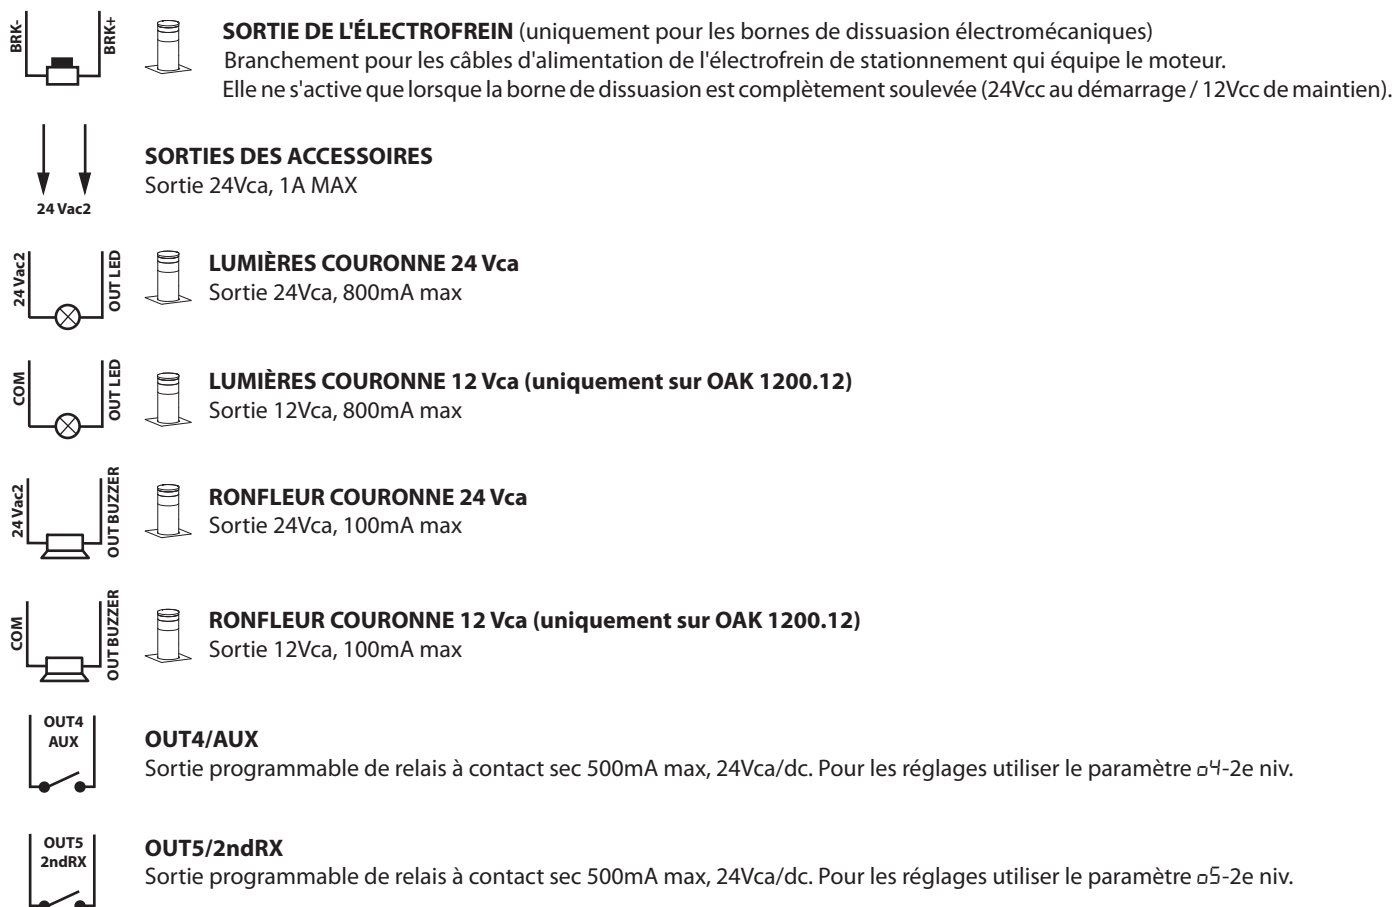 BRK-
BRK+
SORTIE DE L'ÉLECTROFREIN (uniquement pour les bornes de dissuasion électromécaniques)
Branchement pour les câbles d'alimentation de l'électrofrein de stationnement qui équipe le moteur.
Elle ne s'active que lorsque la borne de dissuasion est complètement soulevée (24Vcc au démarrage / 12Vcc de maintien).
24 Vac2
SORTIES DES ACCESSOIRES
Sortie 24Vca, 1A MAX
24 Vac2
OUT LED
LUMIÈRES COURONNE 24 Vca
Sortie 24Vca, 800mA max
COM
OUT LED
LUMIÈRES COURONNE 12 Vca (uniquement sur OAK 1200.12)
Sortie 12Vca, 800mA max
24 Vac2
OUT BUZZER
RONFLEUR COURONNE 24 Vca
Sortie 24Vca, 100mA max
COM
OUT BUZZER
RONFLEUR COURONNE 12 Vca (uniquement sur OAK 1200.12)
Sortie 12Vca, 100mA max
OUT4
AUX
OUT4/AUX
Sortie programmable de relais à contact sec 500mA max, 24Vca/dc. Pour les réglages utiliser le paramètre o4-2e niv.
OUT5
2ndRX
OUT5/2ndRX
Sortie programmable de relais à contact sec 500mA max, 24Vca/dc. Pour les réglages utiliser le paramètre o5-2e niv.